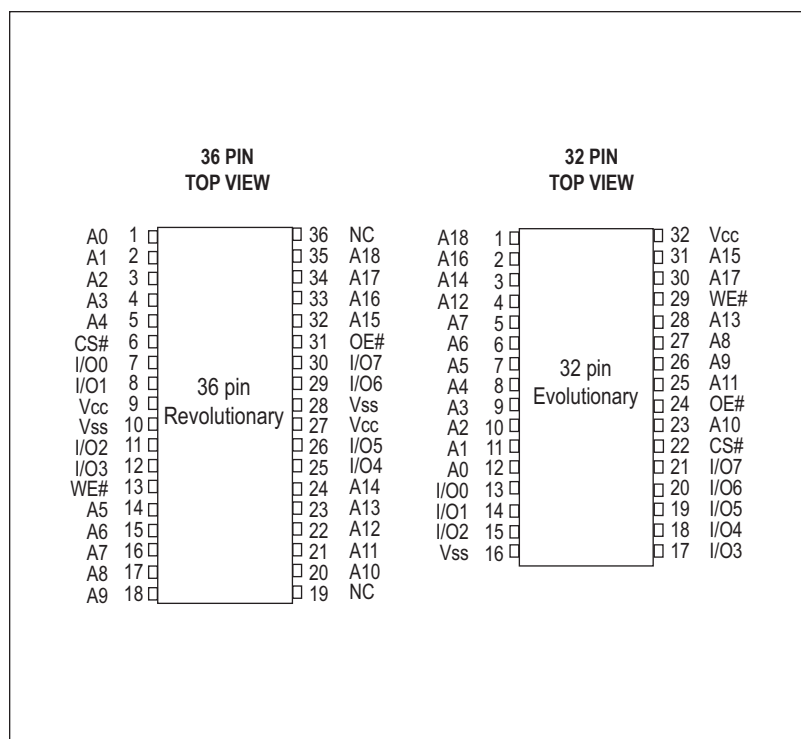 36 PIN
TOP VIEW
A0 1 36 NC
A1 2 35 A18
A2 3 34 A17
A3 4 33 A16
A4 5 32 A15
CS# 6 31 OE#
I/O0 7 30 I/O7
I/O1 8 29 I/O6
Vcc 9 28 Vss
Vss 10 27 Vcc
I/O2 11 26 I/O5
I/O3 12 25 I/O4
WE# 13 24 A14
A5 14 23 A13
A6 15 22 A12
A7 16 21 A11
A8 17 20 A10
A9 18 19 NC
36 pin
Revolutionary
32 PIN
TOP VIEW
A18 1 32 Vcc
A16 2 31 A15
A14 3 30 A17
A12 4 29 WE#
A7 5 28 A13
A6 6 27 A8
A5 7 26 A9
A4 8 25 A11
A3 9 24 OE#
A2 10 23 A10
A1 11 22 CS#
A0 12 21 I/O7
I/O0 13 20 I/O6
I/O1 14 19 I/O5
I/O2 15 18 I/O4
Vss 16 17 I/O3
32 pin
Evolutionary